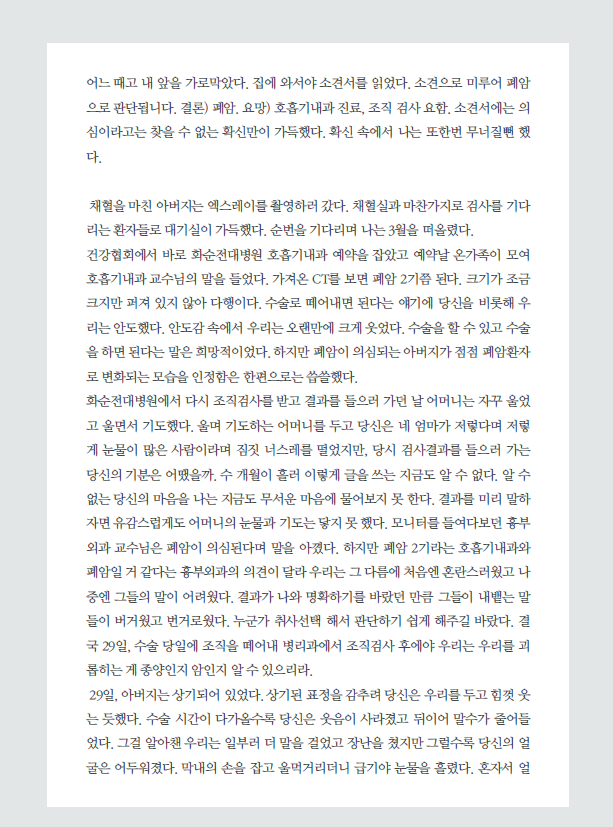 어느 때고 내 앞을 가로막았다. 집에 와서야 소견서를 읽었다. 소견으로 미루어 폐암
으로 판단됩니다. 결론) 폐암. 요망) 호흡기내과 진료, 조직 검사 요함. 소견서에는 의
심이라고는 찾을 수 없는 확신만이 가득했다. 확신 속에서 나는 또한번 무너질뻔 했
다.
채혈을 마친 아버지는 엑스레이를 촬영하러 갔다. 채혈실과 마찬가지로 검사를 기다
리는 환자들로 대기실이 가득했다. 순번을 기다리며 나는 3월을 떠올렸다.
건강협회에서 바로 화순전대병원 호흡기내과 예약을 잡았고 예약날 온가족이 모여
호흡기내과 교수님의 말을 들었다. 가져온 CT를 보면 폐암 2기쯤 된다. 크기가 조금
크지만 퍼져 있지 않아 다행이다. 수술로 떼어내면 된다는 얘기에 당신을 비롯해 우
리는 안도했다. 안도감 속에서 우리는 오랜만에 크게 웃었다. 수술을 할 수 있고 수술
을 하면 된다는 말은 희망적이었다. 하지만 폐암이 의심되는 아버지가 점점 폐암환자
로 변화되는 모습을 인정함은 한편으로는 씁쓸했다.
화순전대병원에서 다시 조직검사를 받고 결과를 들으러 가던 날 어머니는 자꾸 울었
고 울면서 기도했다. 울며 기도하는 어머니를 두고 당신은 네 엄마가 저렇다며 저렇
게 눈물이 많은 사람이라며 짐짓 너스레를 떨었지만, 당시 검사결과를 들으러 가는
당신의 기분은 어땠을까. 수 개월이 흘러 이렇게 글을 쓰는 지금도 알 수 없다. 알 수
없는 당신의 마음을 나는 지금도 무서운 마음에 물어보지 못 한다. 결과를 미리 말하
자면 유감스럽게도 어머니의 눈물과 기도는 닿지 못 했다. 모니터를 들여다보던 흉부
외과 교수님은 폐암이 의심된다며 말을 아꼈다. 하지만 폐암 2기라는 호흡기내과와
폐암일 거 같다는 흉부외과의 의견이 달라 우리는 그 다름에 처음엔 혼란스러웠고 나
중엔 그들의 말이 어려웠다. 결과가 나와 명확하기를 바랐던 만큼 그들이 내뱉는 말
들이 버거웠고 번거로웠다. 누군가 취사선택 해서 판단하기 쉽게 해주길 바랐다. 결
국 29일, 수술 당일에 조직을 떼어내 병리과에서 조직검사 후에야 우리는 우리를 괴
롭히는 게 종양인지 암인지 알 수 있으리라.
29일, 아버지는 상기되어 있었다. 상기된 표정을 감추려 당신은 우리를 두고 힘껏 웃
는 듯했다. 수술 시간이 다가올수록 당신은 웃음이 사라졌고 뒤이어 말수가 줄어들
었다. 그걸 알아챈 우리는 일부러 더 말을 걸었고 장난을 쳤지만 그럴수록 당신의 얼
굴은 어두워졌다. 막내의 손을 잡고 울먹거리더니 급기야 눈물을 흘렸다. 혼자서 얼